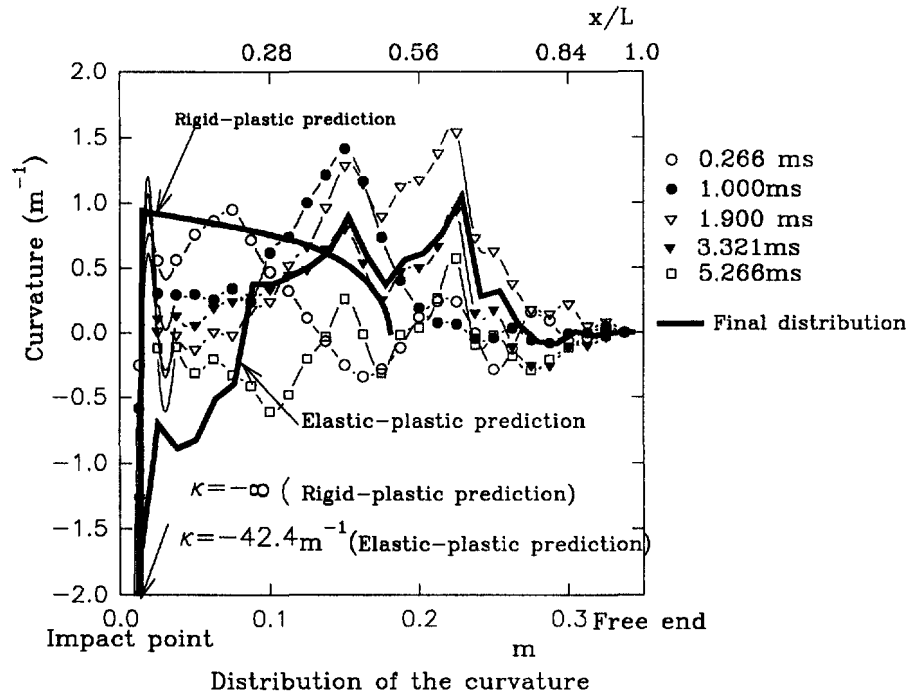 x/L
0.28 0.56 0.84 1.0
2.0
Rigid-plastic prediction
1.5
1.0
0.5
0.0
-0.5
-1.0
-1.5
-2.0
Curvature (m⁻¹)
0.266 ms
1.000ms
1.900 ms
3.321ms
5.266ms
Final distribution
Elastic-plastic prediction
κ=-∞ ( Rigid-plastic prediction)
κ=-42.4m⁻¹(Elastic-plastic prediction)
0.0 0.1 0.2 0.3
Impact point Free end
m
Distribution of the curvature